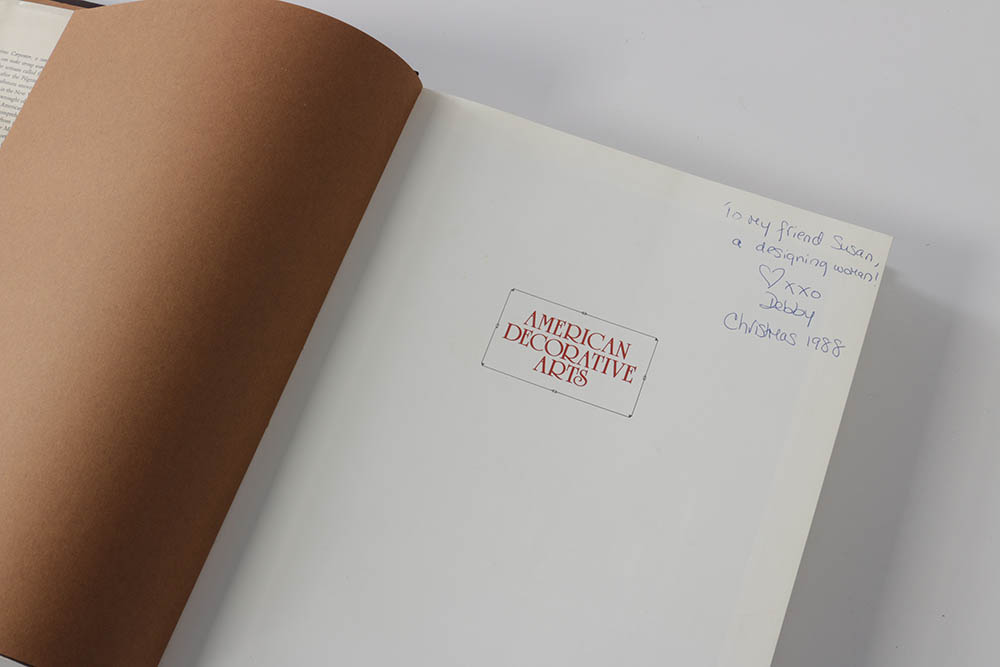 To My friend Susan,
a designing woman!
♡xxo
Debby
Christmas 1988
AMERICAN
DECORATIVE
ARTS